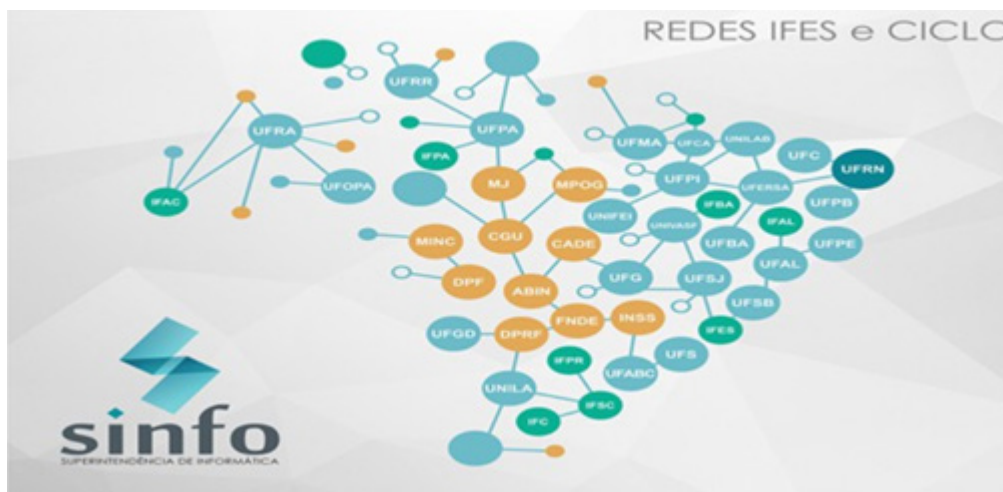 REDES IFES e CICLO
UFRR
UFRA
UFPA
IFPA
UFMA
UFCA
UNILAB
UFC
UFRN
UFOPA
IFAC
MJ
MPOG
UFPI
UFERSA
UFPB
UNIFEI
IFBA
UNIVASF
IFAL
MINC
CGU
CADE
UFBA
UFPE
DPF
ABIN
UFG
UFSJ
UFAL
UFSB
UFGD
DPRF
FNDE
INSS
IFES
IFPR
UFABC
UFS
UNILA
IFSC
IFC
sinfo
SUPERINTENDÊNCIA DE INFORMÁTICA